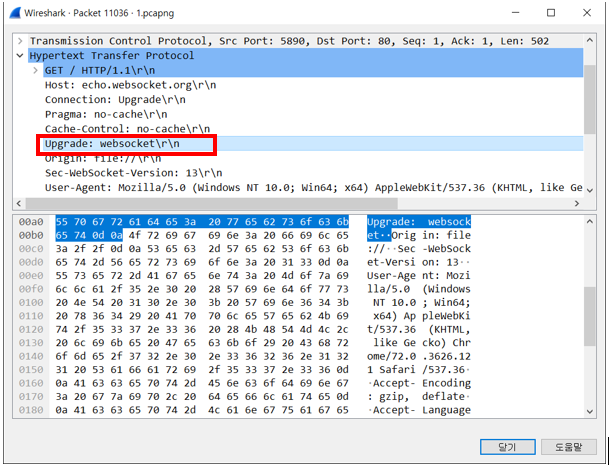 Wireshark · Packet 11036 · 1.pcapng
Transmission Control Protocol, Src Port: 5890, Dst Port: 80, Seq: 1, Ack: 1, Len: 502
Hypertext Transfer Protocol
GET / HTTP/1.1\r\n
Host: echo.websocket.org\r\n
Connection: Upgrade\r\n
Pragma: no-cache\r\n
Cache-Control: no-cache\r\n
Upgrade: websocket\r\n
Origin: file://\r\n
Sec-WebSocket-Version: 13\r\n
User-Agent: Mozilla/5.0 (Windows NT 10.0; Win64; x64) AppleWebKit/537.36 (KHTML, like Ge
00a0 55 70 67 72 61 64 65 3a 20 77 65 62 73 6f 63 6b Upgrade: websock
00b0 65 74 0d 0a 4f 72 69 67 69 6e 3a 20 66 69 6c 65 et··Orig in: file
00c0 3a 2f 2f 0d 0a 53 65 63 2d 57 65 62 53 6f 63 6b ://··Sec -WebSock
00d0 65 74 2d 56 65 72 73 69 6f 6e 3a 20 31 33 0d 0a et-Versi on: 13··
00e0 55 73 65 72 2d 41 67 65 6e 74 3a 20 4d 6f 7a 69 User-Age nt: Mozi
00f0 6c 6c 61 2f 35 2e 30 20 28 57 69 6e 64 6f 77 73 lla/5.0 (Windows
0100 20 4e 54 20 31 30 2e 30 3b 20 57 69 6e 36 34 3b NT 10.0 ; Win64;
0110 20 78 36 34 29 20 41 70 70 6c 65 57 65 62 4b 69 x64) Ap pleWebKi
0120 74 2f 35 33 37 2e 33 36 20 28 4b 48 54 4d 4c 2c t/537.36 (KHTML,
0130 20 6c 69 6b 65 20 47 65 63 6b 6f 29 20 43 68 72 like Ge cko) Chr
0140 6f 6d 65 2f 37 32 2e 30 2e 33 36 32 36 2e 31 32 ome/72.0 .3626.12
0150 31 20 53 61 66 61 72 69 2f 35 33 37 2e 33 36 0d 1 Safari /537.36·
0160 0a 41 63 63 65 70 74 2d 45 6e 63 6f 64 69 6e 67 ·Accept- Encoding
0170 3a 20 67 7a 69 70 2c 20 64 65 66 6c 61 74 65 0d : gzip, deflate·
0180 0a 41 63 63 65 70 74 2d 4c 61 6e 67 75 61 67 65 ·Accept- Language
닫기 도움말